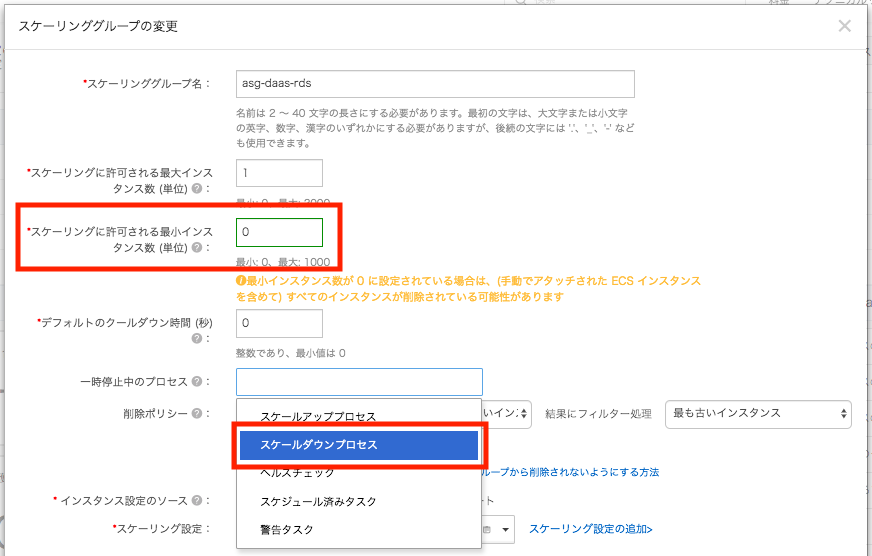 スケーリンググループの変更
*スケーリンググループ名：
asg-daas-rds
名前は 2 〜 40 文字の長さにする必要があります。最初の文字は、大文字または小文字
の英字、数字、漢字のいずれかにする必要がありますが、後続の文字には '.'、'_'、'-' など
も使用できます。
*スケーリングに許可される最大インス
タンス数 (単位) ：
1
*スケーリングに許可される最小インス
タンス数 (単位) ：
0
最小: 0、最大: 1000
最小インスタンス数が 0 に設定されている場合は、(手動でアタッチされた ECS インスタンス
を含めて) すべてのインスタンスが削除されている可能性があります
*デフォルトのクールダウン時間 (秒)
：
0
整数であり、最小値は 0
一時停止中のプロセス ：
削除ポリシー ：
スケールアッププロセス
結果にフィルター処理
最も古いインスタンス
スケールダウンプロセス
ヘルスチェック
ループから削除されないようにする方法
* インスタンス設定のソース ：
スケジュール済みタスク
*スケーリング設定：
警告タスク
スケーリング設定の追加>